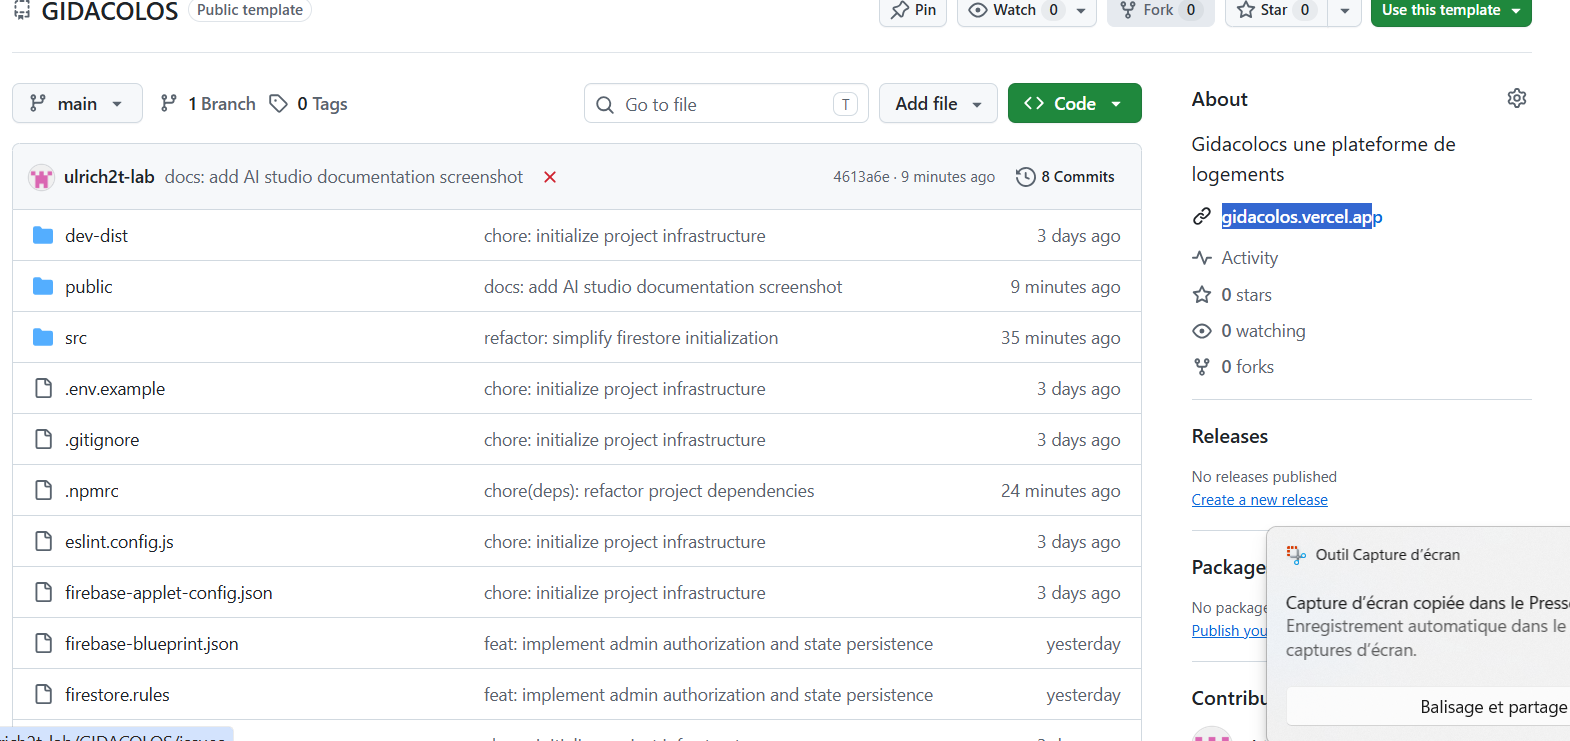 GIDACOLOS Public template Pin Watch 0 Fork 0 Star 0 Use this template
main 1 Branch 0 Tags Go to file T Add file Code
ulrich2t-lab docs: add AI studio documentation screenshot 4613a6e · 9 minutes ago 8 Commits
dev-dist chore: initialize project infrastructure 3 days ago
public docs: add AI studio documentation screenshot 9 minutes ago
src refactor: simplify firestore initialization 35 minutes ago
.env.example chore: initialize project infrastructure 3 days ago
.gitignore chore: initialize project infrastructure 3 days ago
.npmrc chore(deps): refactor project dependencies 24 minutes ago
eslint.config.js chore: initialize project infrastructure 3 days ago
firebase-applet-config.json chore: initialize project infrastructure 3 days ago
firebase-blueprint.json feat: implement admin authorization and state persistence yesterday
firestore.rules feat: implement admin authorization and state persistence yesterday
About
Gidacolocs une plateforme de
logements
gidacolos.vercel.app
Activity
0 stars
0 watching
0 forks
Releases
No releases published
Create a new release
Package
No package
Publish you
Contribu
Outil Capture d'écran
Capture d'écran copiée dans le Press
Enregistrement automatique dans le
captures d'écran.
Balisage et partage